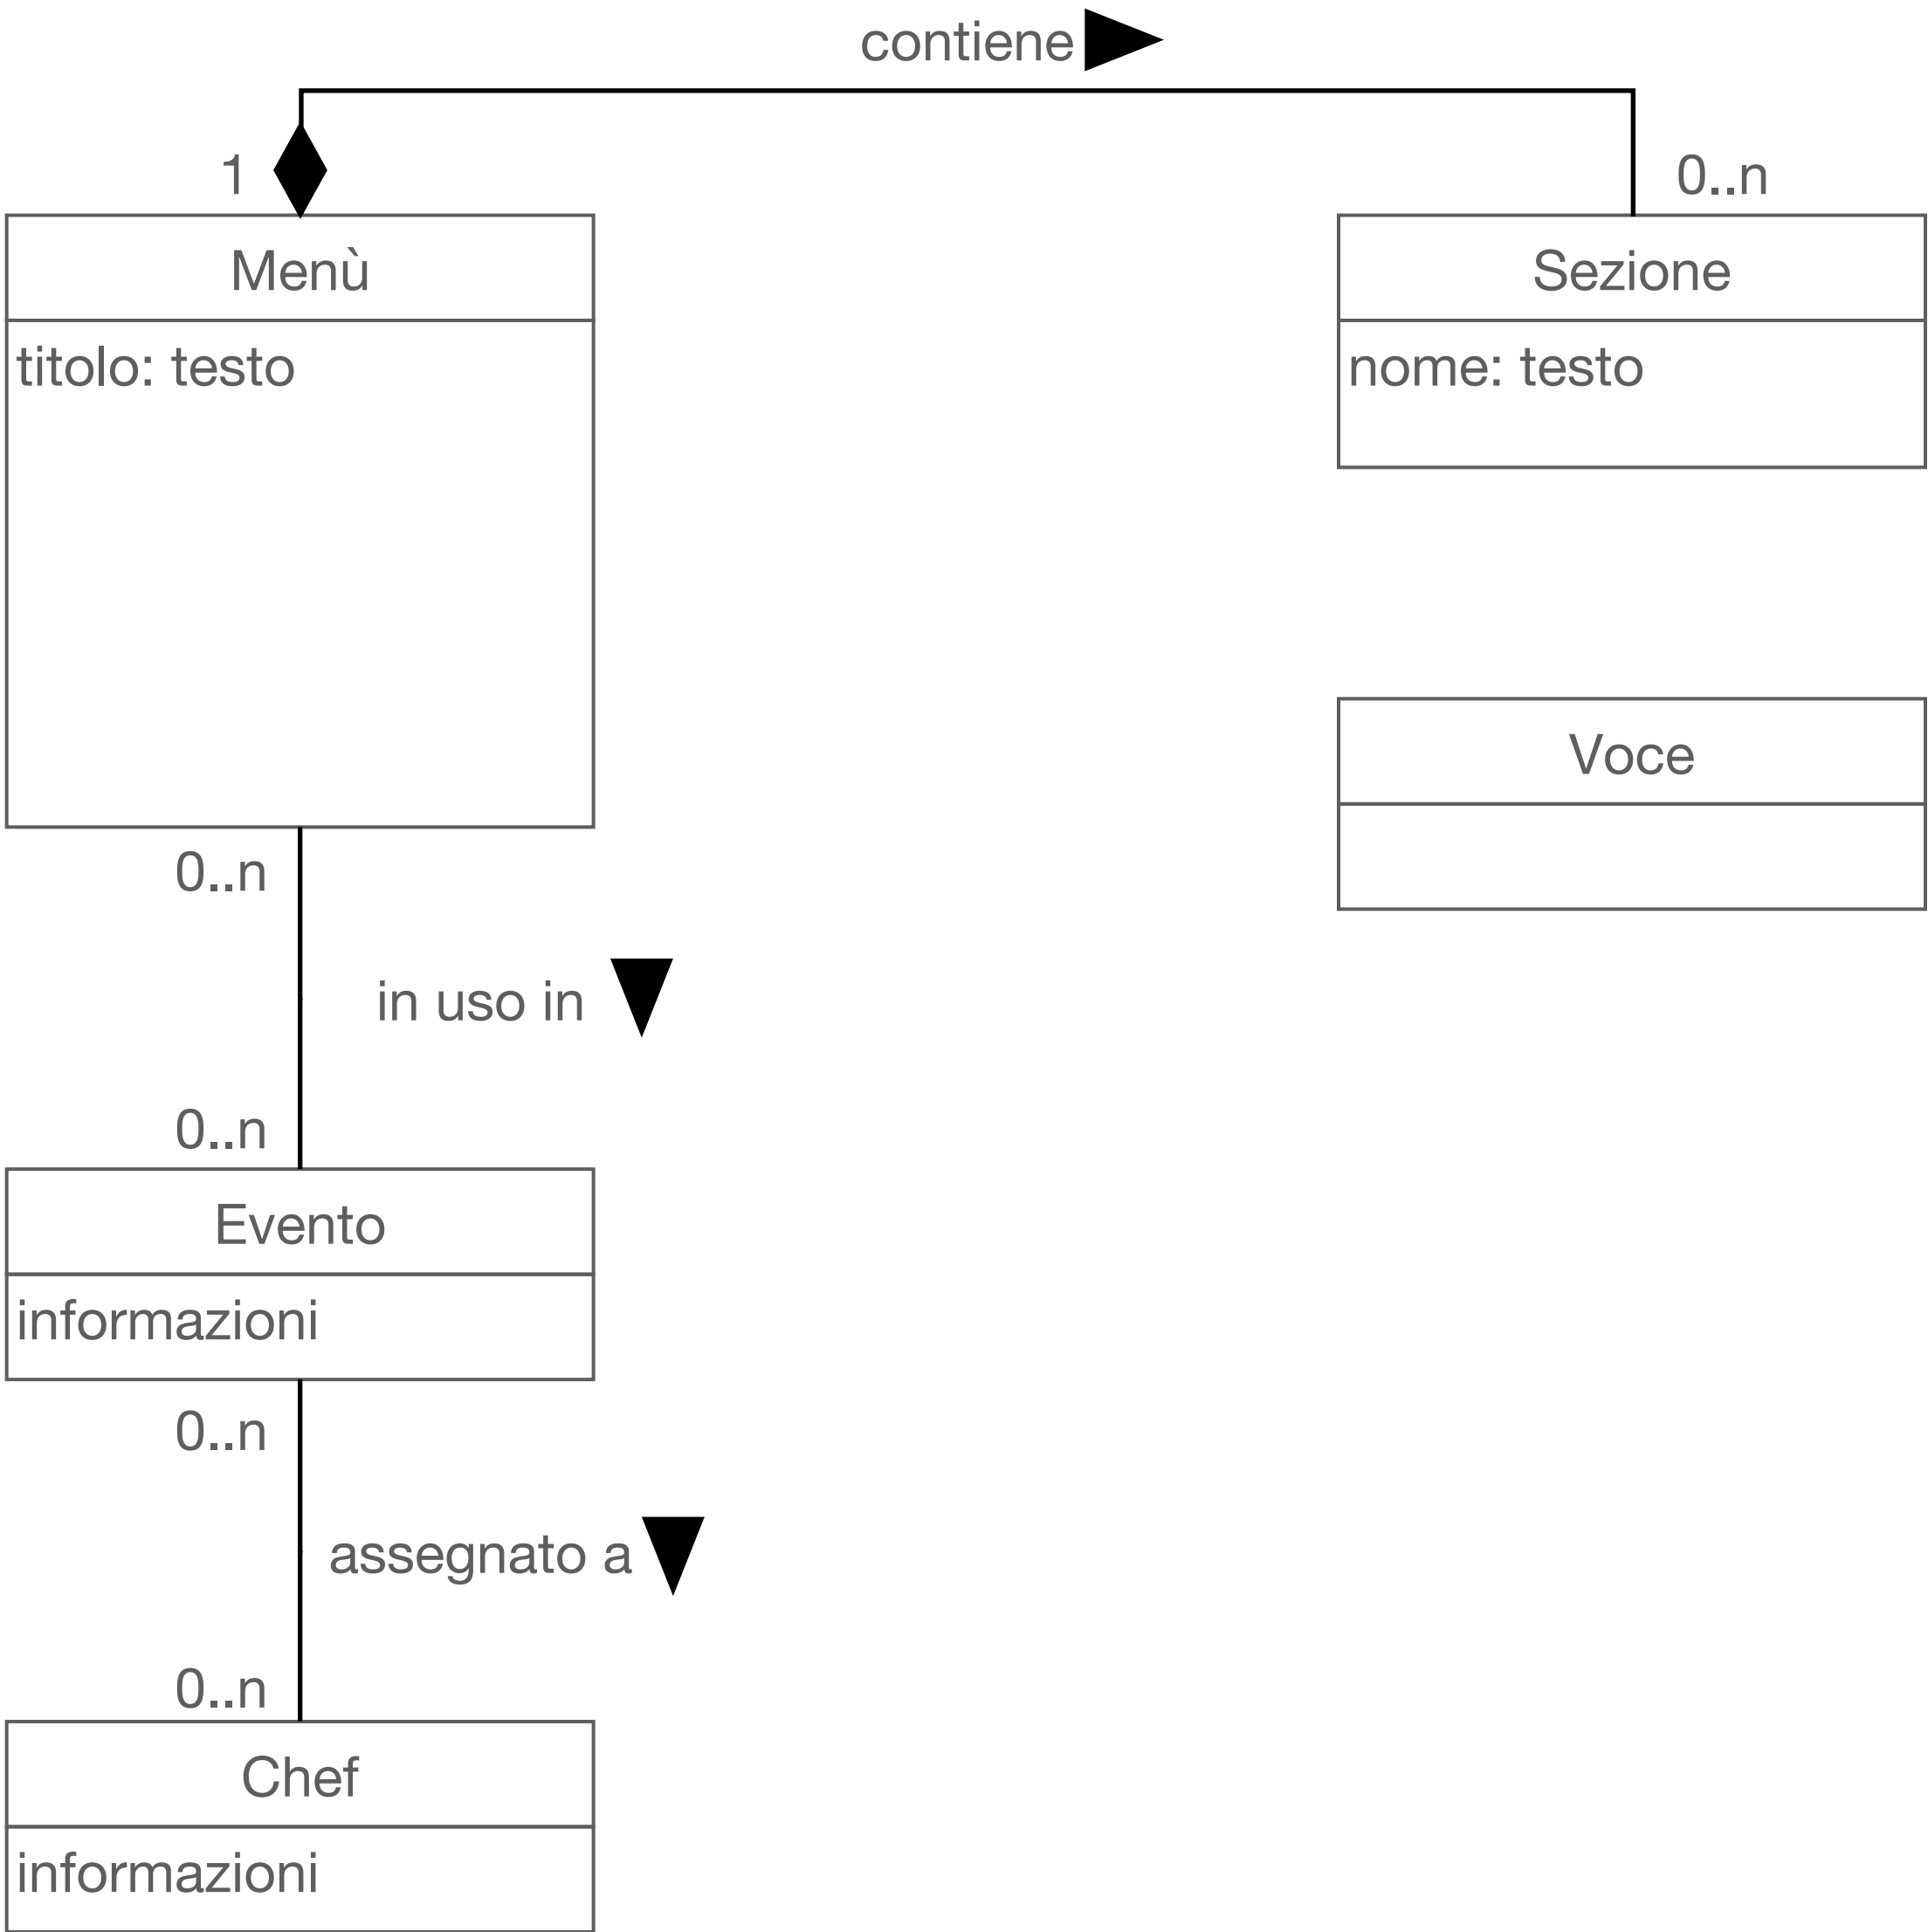 contiene
1
0..n
Menù
Sezione
titolo: testo
nome: testo
Voce
0..n
in uso in
0..n
Evento
informazioni
0..n
assegnato a
0..n
Chef
informazioni